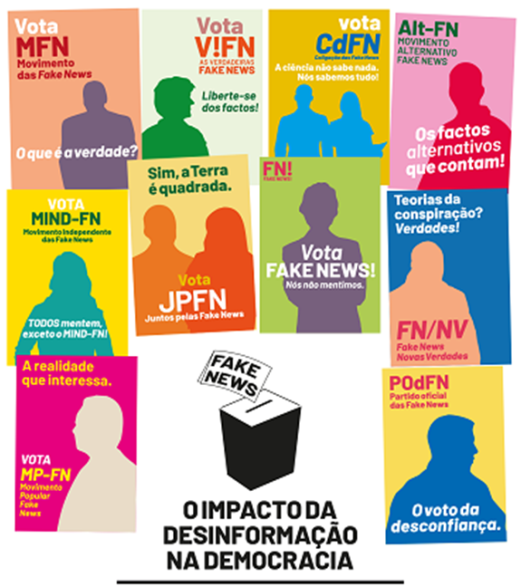 Vota
MFN
Movimento
das Fake News
O que é a verdade?
Vota
V!FN
AS VERDADEIRAS
FAKE NEWS
Liberte-se
dos factos!
vota
CdFN
Coligação das Fake News
A ciência não sabe nada.
Nós sabemos tudo!
Alt-FN
MOVIMENTO
ALTERNATIVO
FAKE NEWS
Os factos
alternativos
que contam!
VOTA
MIND-FN
Movimento Independente
das Fake News
TODOS mentem,
exceto o MIND-FN!
Sim, a Terra
é quadrada.
Vota
JPFN
Juntos pelas Fake News
FN!
FAKE NEWS!
Vota
FAKE NEWS!
Nós não mentimos.
Teorias da
conspiração?
Verdades!
FN/NV
Fake News
Novas Verdades
A realidade
que interessa.
VOTA
MP-FN
Movimento
Popular
Fake
News
FAKE
NEWS
POdFN
Partido oficial
das Fake News
O voto da
desconfiança.
O IMPACTO DA
DESINFORMAÇÃO
NA DEMOCRACIA